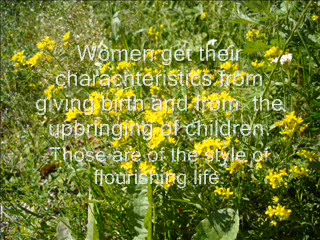 Women get their
charachteristics from
giving birth and from the
upbringing of children.
Those are of the style of
flourishing life.